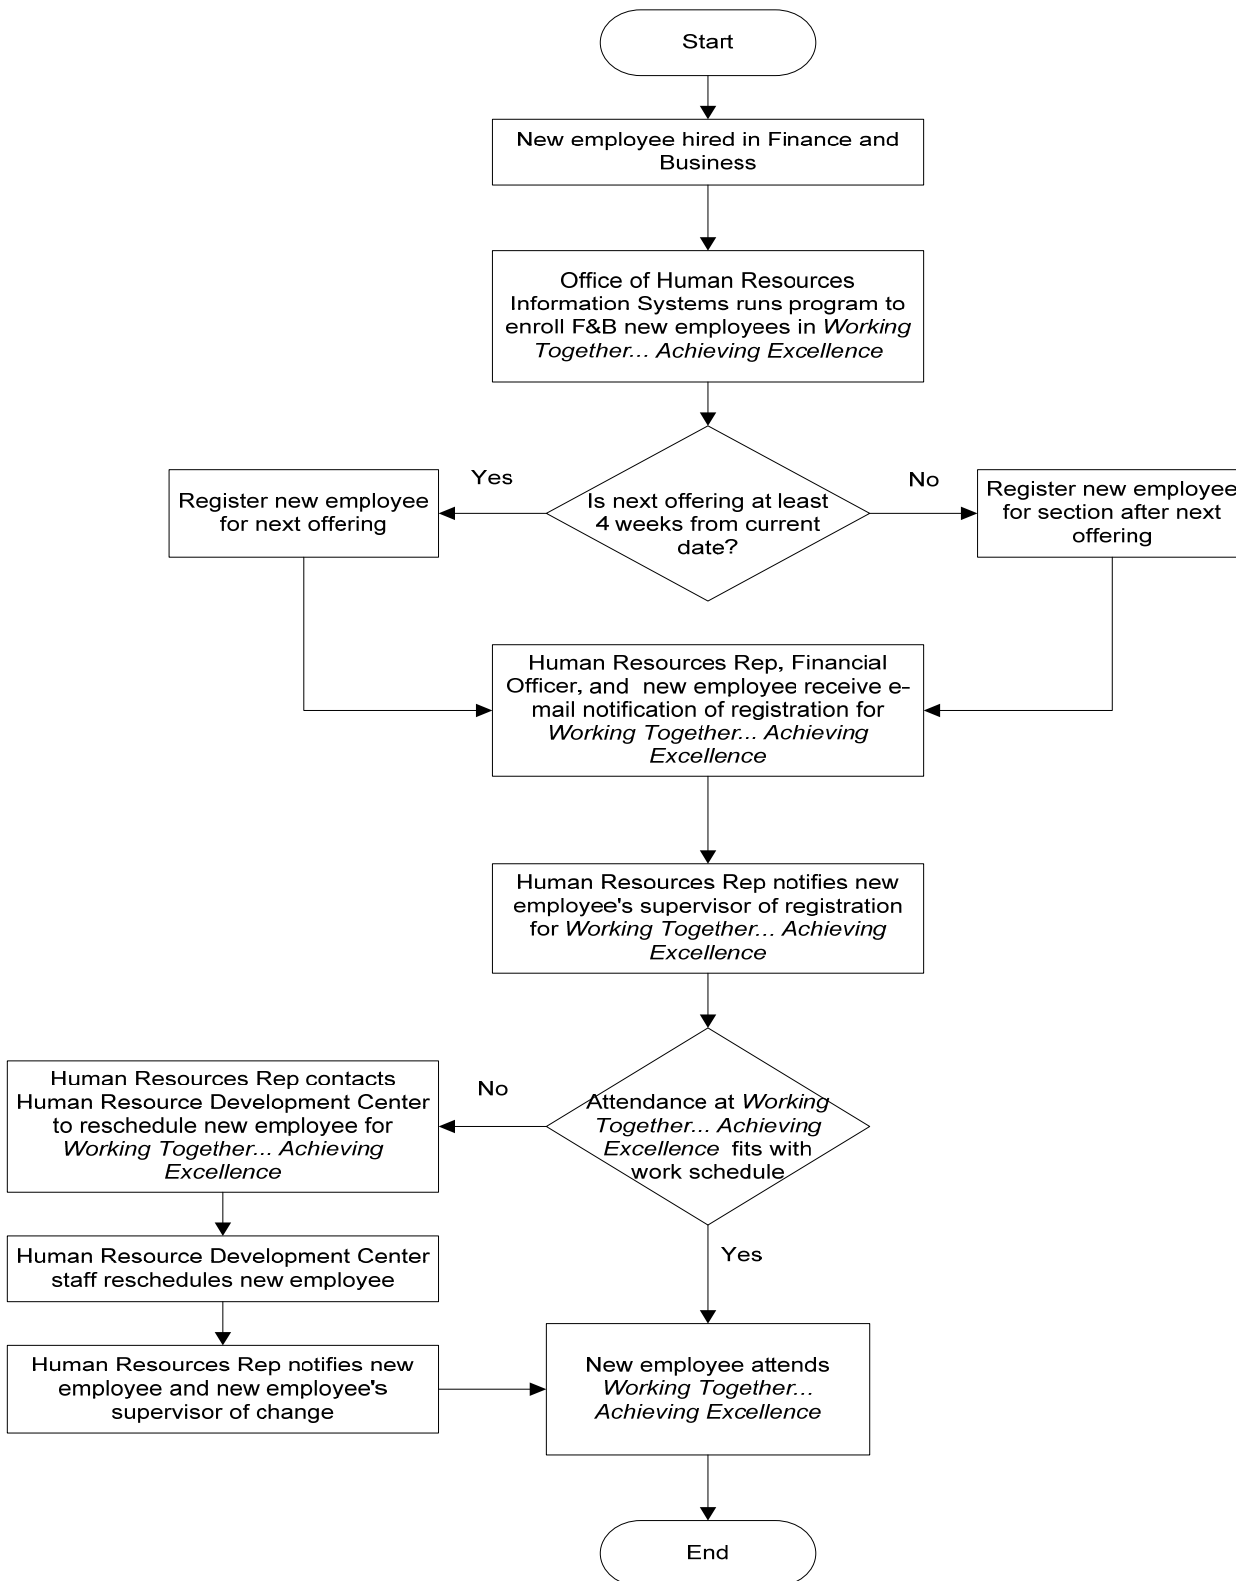 Start
New employee hired in Finance and
Business
Office of Human Resources
Information Systems runs program to
enroll F&B new employees in Working
Together... Achieving Excellence
Yes
No
Register new employee
for next offering
Is next offering at least
4 weeks from current
date?
Register new employee
for section after next
offering
Human Resources Rep, Financial
Officer, and new employee receive e-
mail notification of registration for
Working Together... Achieving
Excellence
Human Resources Rep notifies new
employee's supervisor of registration
for Working Together... Achieving
Excellence
Human Resources Rep contacts
Human Resource Development Center
to reschedule new employee for
Working Together... Achieving
Excellence
No
Attendance at Working
Together... Achieving
Excellence fits with
work schedule
Yes
Human Resource Development Center
staff reschedules new employee
Human Resources Rep notifies new
employee and new employee's
supervisor of change
New employee attends
Working Together...
Achieving Excellence
End